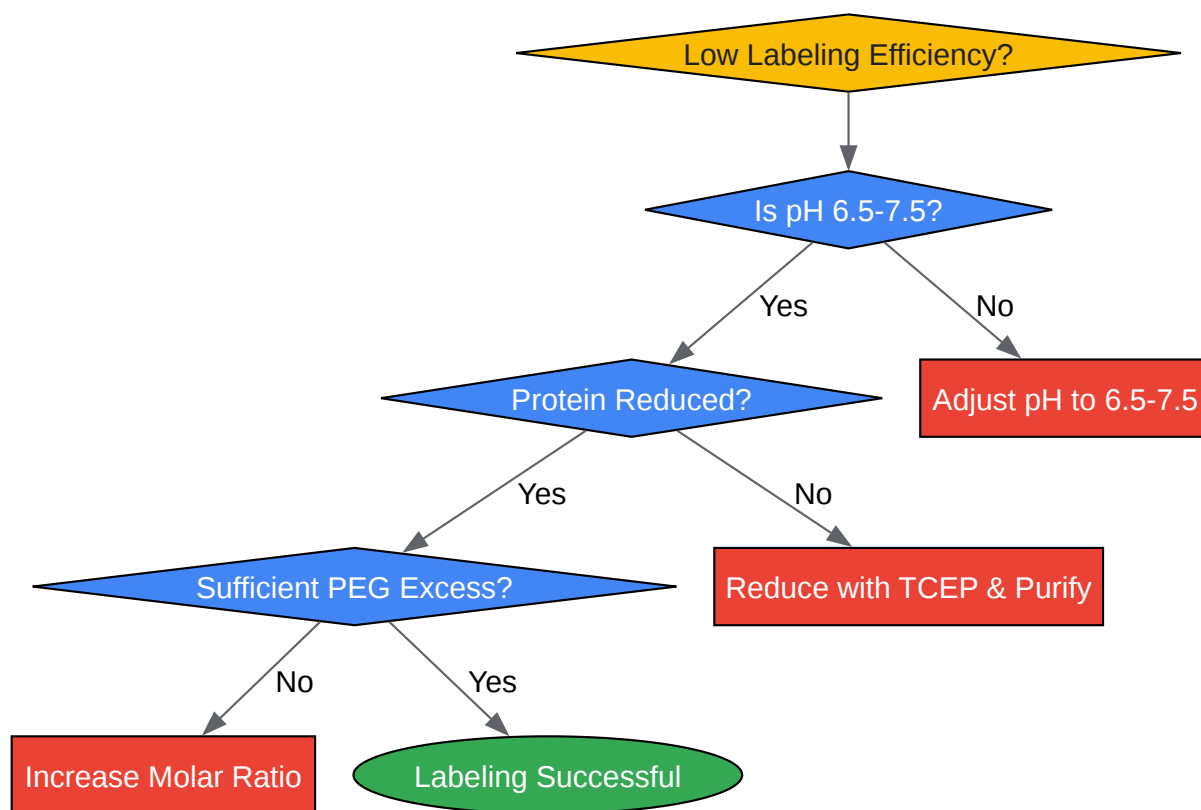 Low Labeling Efficiency?
Is pH 6.5-7.5?
Yes
No
Protein Reduced?
Adjust pH to 6.5-7.5
Yes
No
Sufficient PEG Excess?
Reduce with TCEP & Purify
No
Yes
Increase Molar Ratio
Labeling Successful